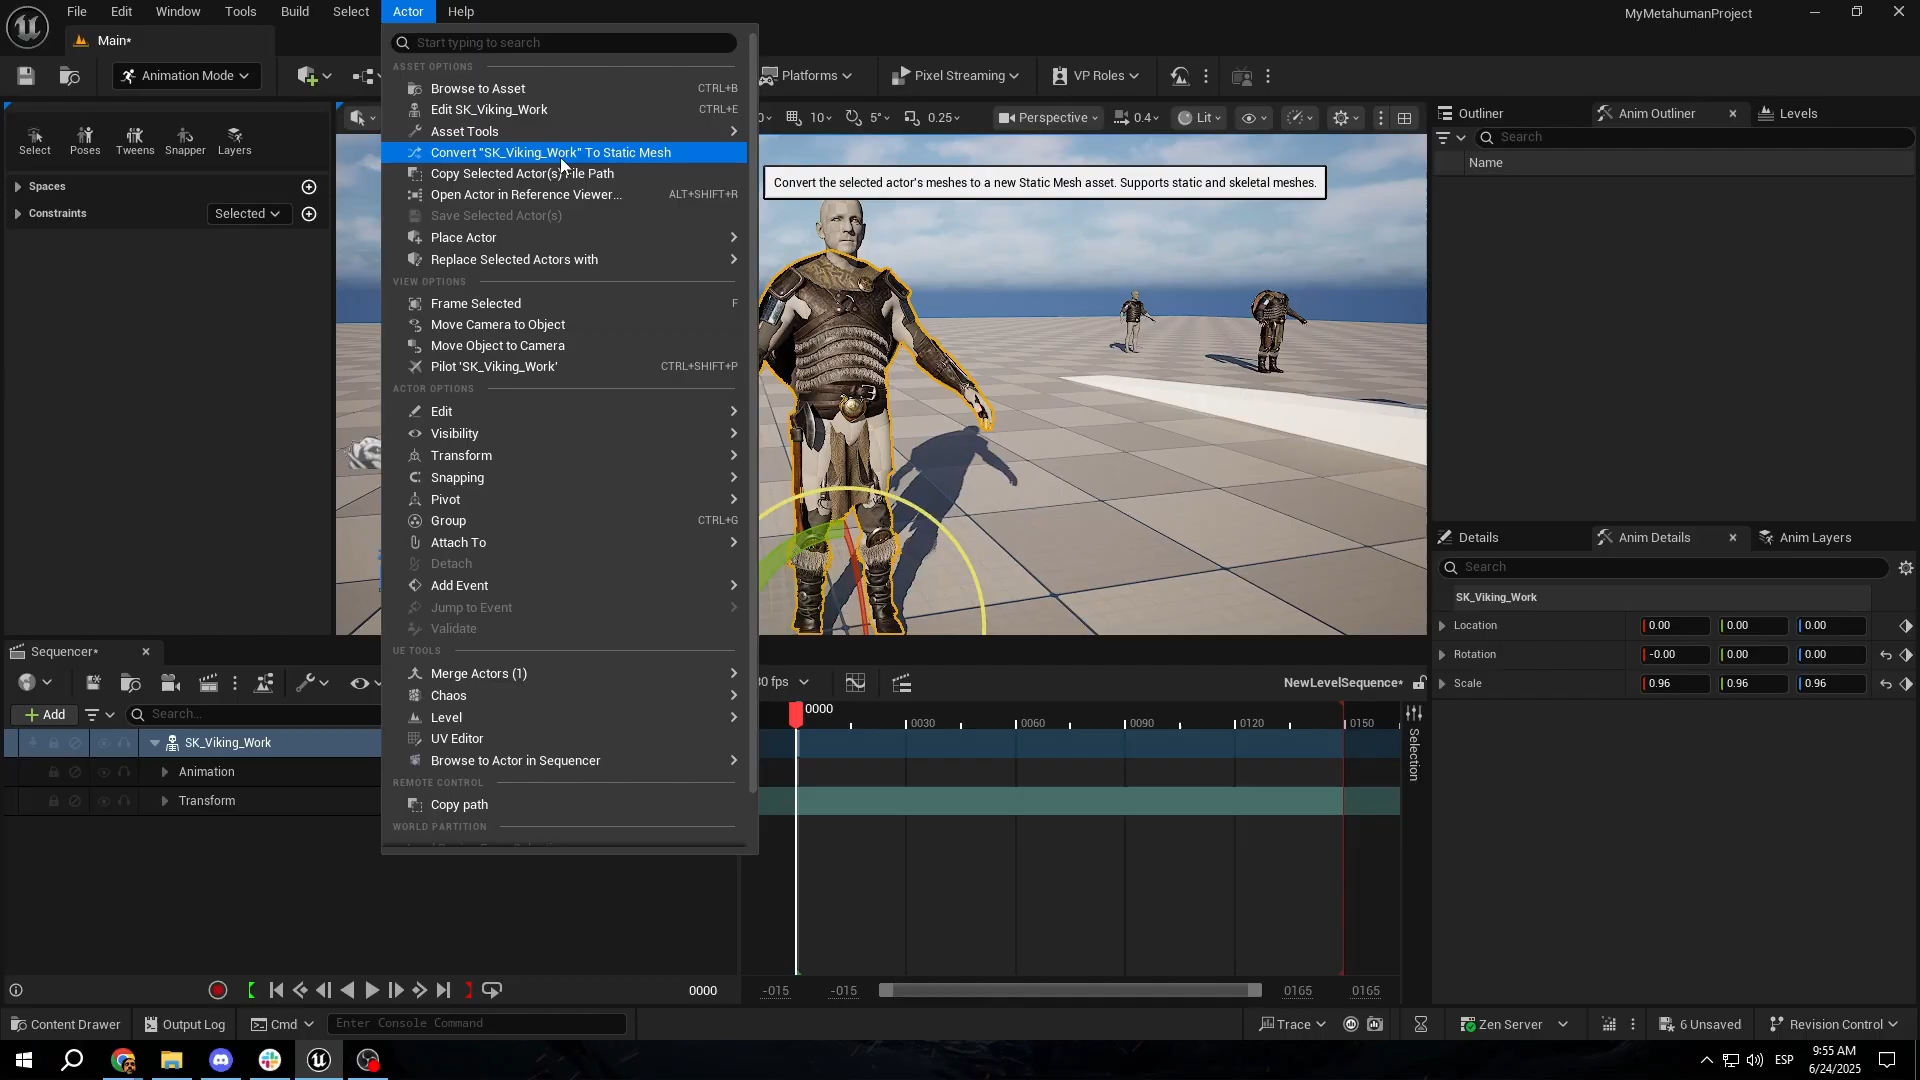 File Edit Window Tools Build Select Actor Help
MyMetahumanProject
Main*
Start typing to search
Animation Mode
Platforms
Pixel Streaming
VP Roles
ASSET OPTIONS
Browse to Asset CTRL+B
Edit SK_Viking_Work CTRL+E
Asset Tools
Convert "SK_Viking_Work" To Static Mesh
Copy Selected Actor(s) File Path
Open Actor in Reference Viewer... ALT+SHIFT+R
Save Selected Actor(s)
Place Actor
Replace Selected Actors with
VIEW OPTIONS
Frame Selected F
Move Camera to Object
Move Object to Camera
Pilot 'SK_Viking_Work' CTRL+SHIFT+P
ACTOR OPTIONS
Edit
Visibility
Transform
Snapping
Pivot
Group CTRL+G
Attach To
Detach
Add Event
Jump to Event
Validate
UE TOOLS
Merge Actors (1)
Chaos
Level
UV Editor
Browse to Actor in Sequencer
REMOTE CONTROL
Copy path
WORLD PARTITION
Convert the selected actor's meshes to a new Static Mesh asset. Supports static and skeletal meshes.
Select Poses Tweens Snapper Layers
Spaces
Constraints Selected
10 5° 0.25 Perspective 0.4 Lit
Outliner Anim Outliner Levels
Search
Name
Details Anim Details Anim Layers
Search
SK_Viking_Work
Location 0.00 0.00 0.00
Rotation -0.00 0.00 0.00
Scale 0.96 0.96 0.96
Sequencer*
30 fps
NewLevelSequence*
Add Search...
0000
0030 0060 0090 0120 0150
SK_Viking_Work
Animation
Transform
Selection
0000
-015 -015 0165 0165
Content Drawer Output Log Cmd Enter Console Command
Trace Zen Server 6 Unsaved Revision Control
ESP
9:55 AM
6/24/2025